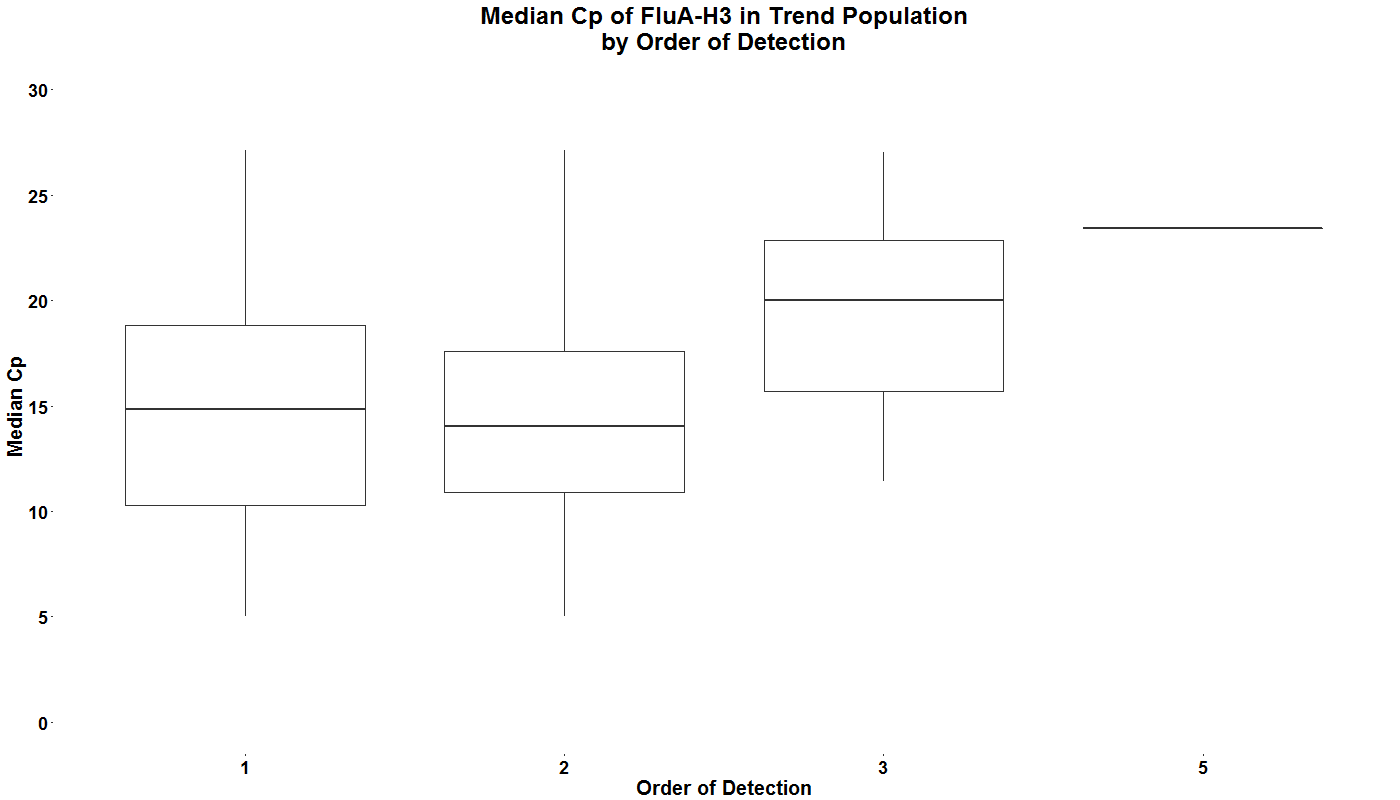 Median Cp of FluA-H3 in Trend Population
by Order of Detection
30
25
20
15
10
5
0
Median Cp
1 2 3 5
Order of Detection